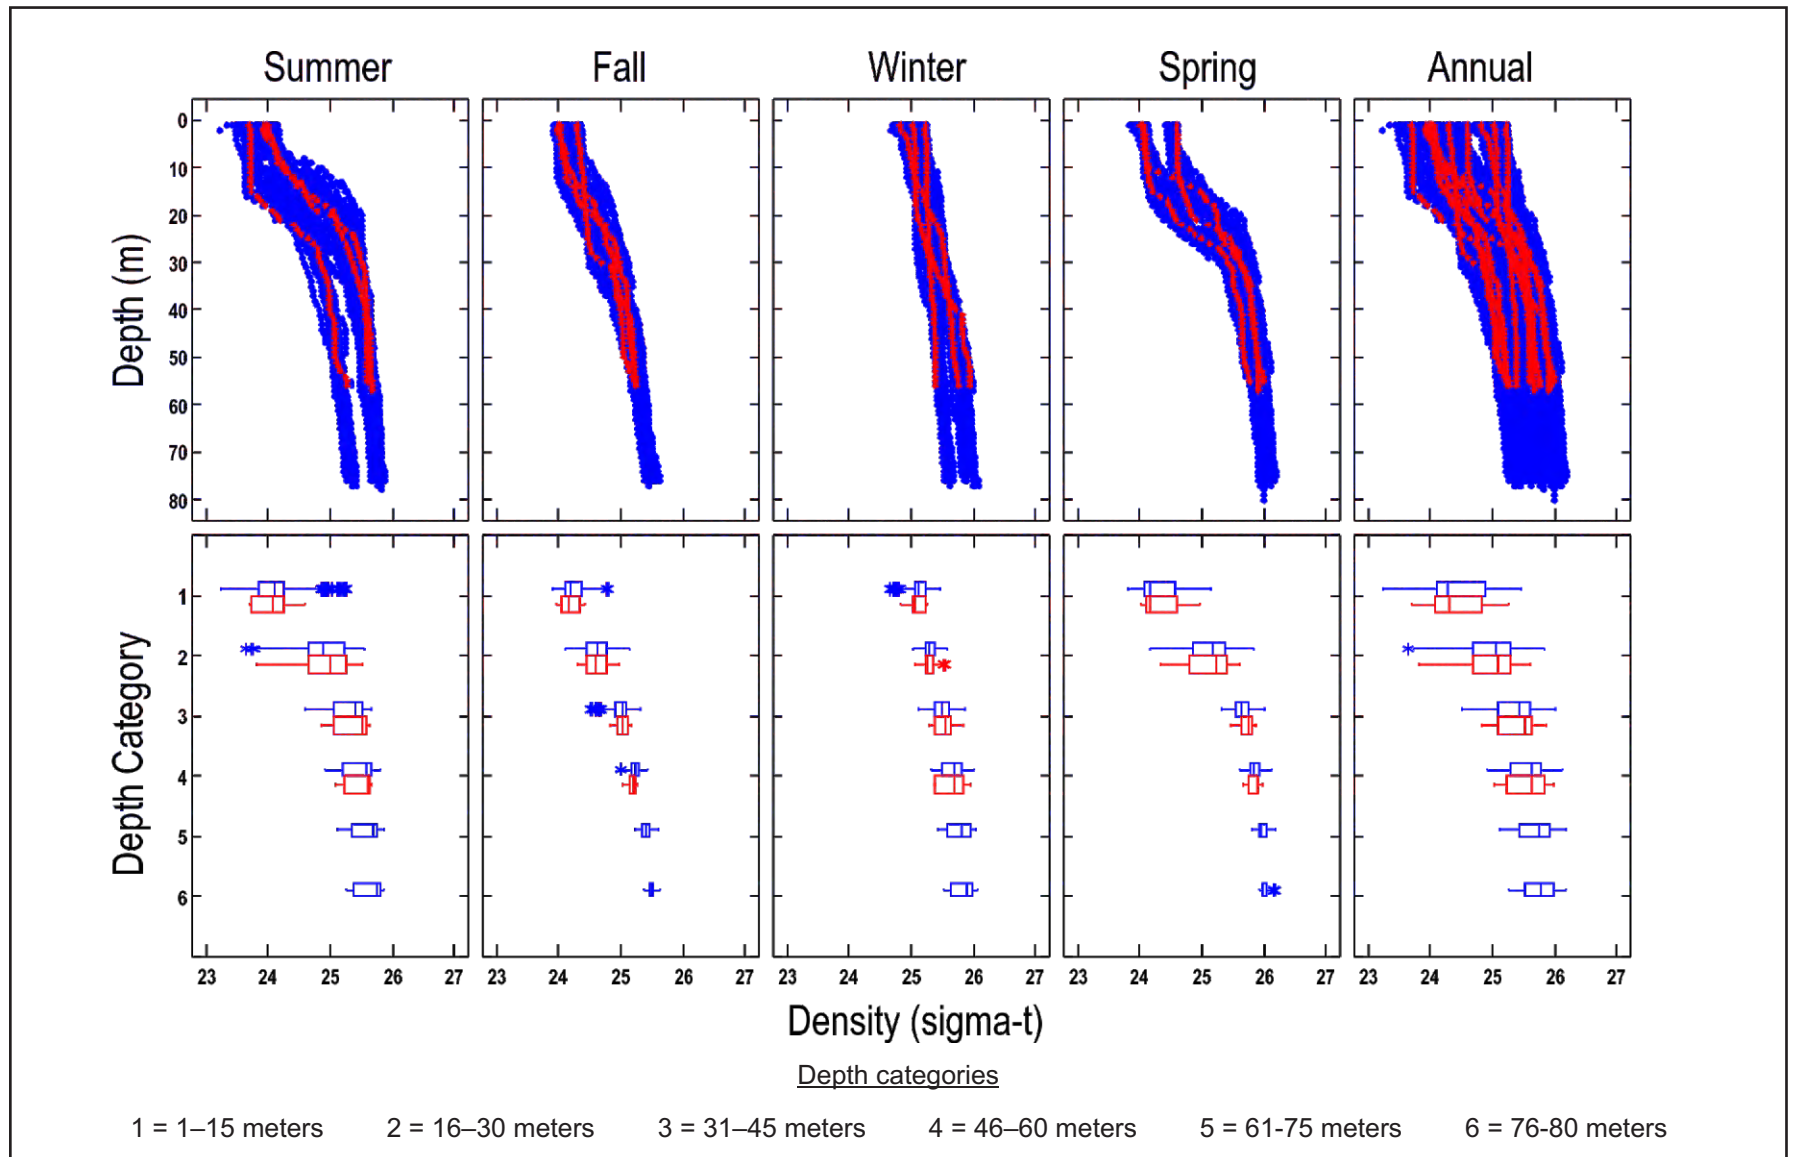 Summer Fall Winter Spring Annual
Depth (m)
0
10
20
30
40
50
60
70
80
Depth Category
1
2
3
4
5
6
23 24 25 26 27 23 24 25 26 27 23 24 25 26 27 23 24 25 26 27 23 24 25 26 27
Density (sigma-t)
Depth categories
1 = 1–15 meters 2 = 16–30 meters 3 = 31–45 meters 4 = 46–60 meters 5 = 61-75 meters 6 = 76-80 meters